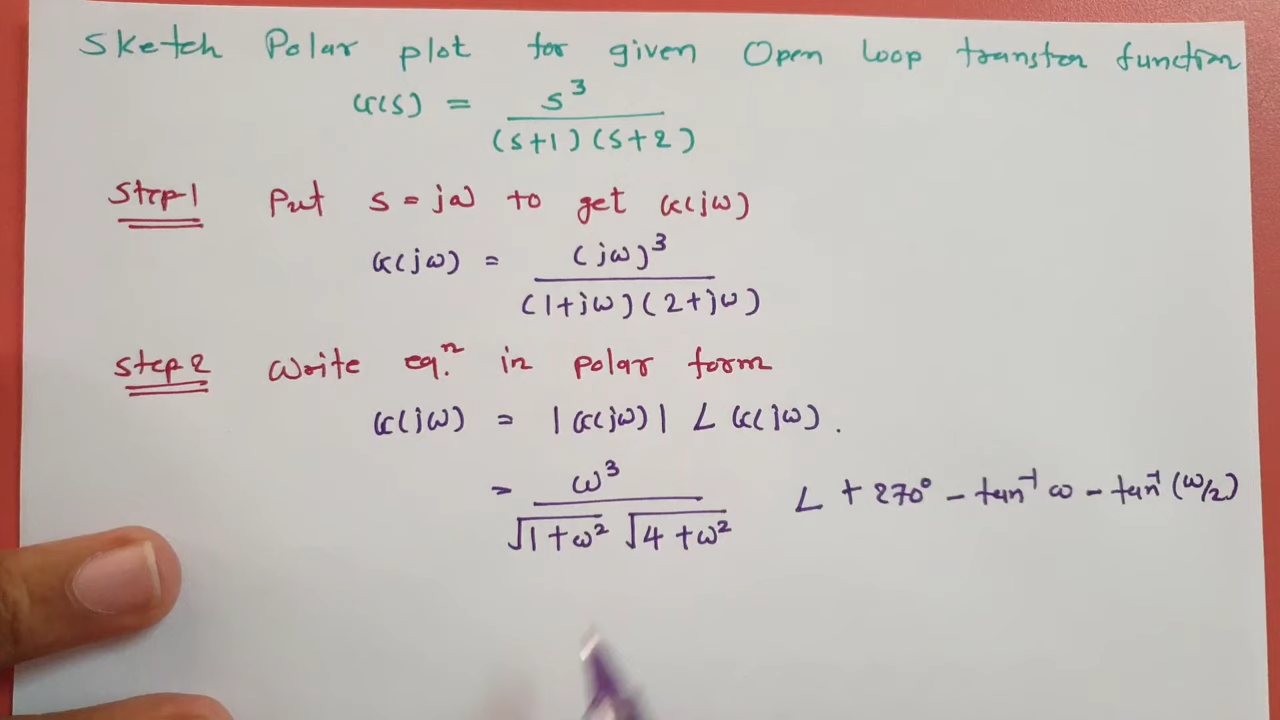 Sketch Polar plot for given Open loop transfer function
G(s) = s³ / (s+1)(s+2)
Step-1 Put s = jω to get G(jω)
G(jω) = (jω)³ / (1+jω)(2+jω)
Step 2 Write eqⁿ. in polar form
G(jω) = |G(jω)| ∠ G(jω).
= ω³ / √1+ω² √4+ω² ∠ +270° - tan⁻¹ ω - tan⁻¹ (ω/2)